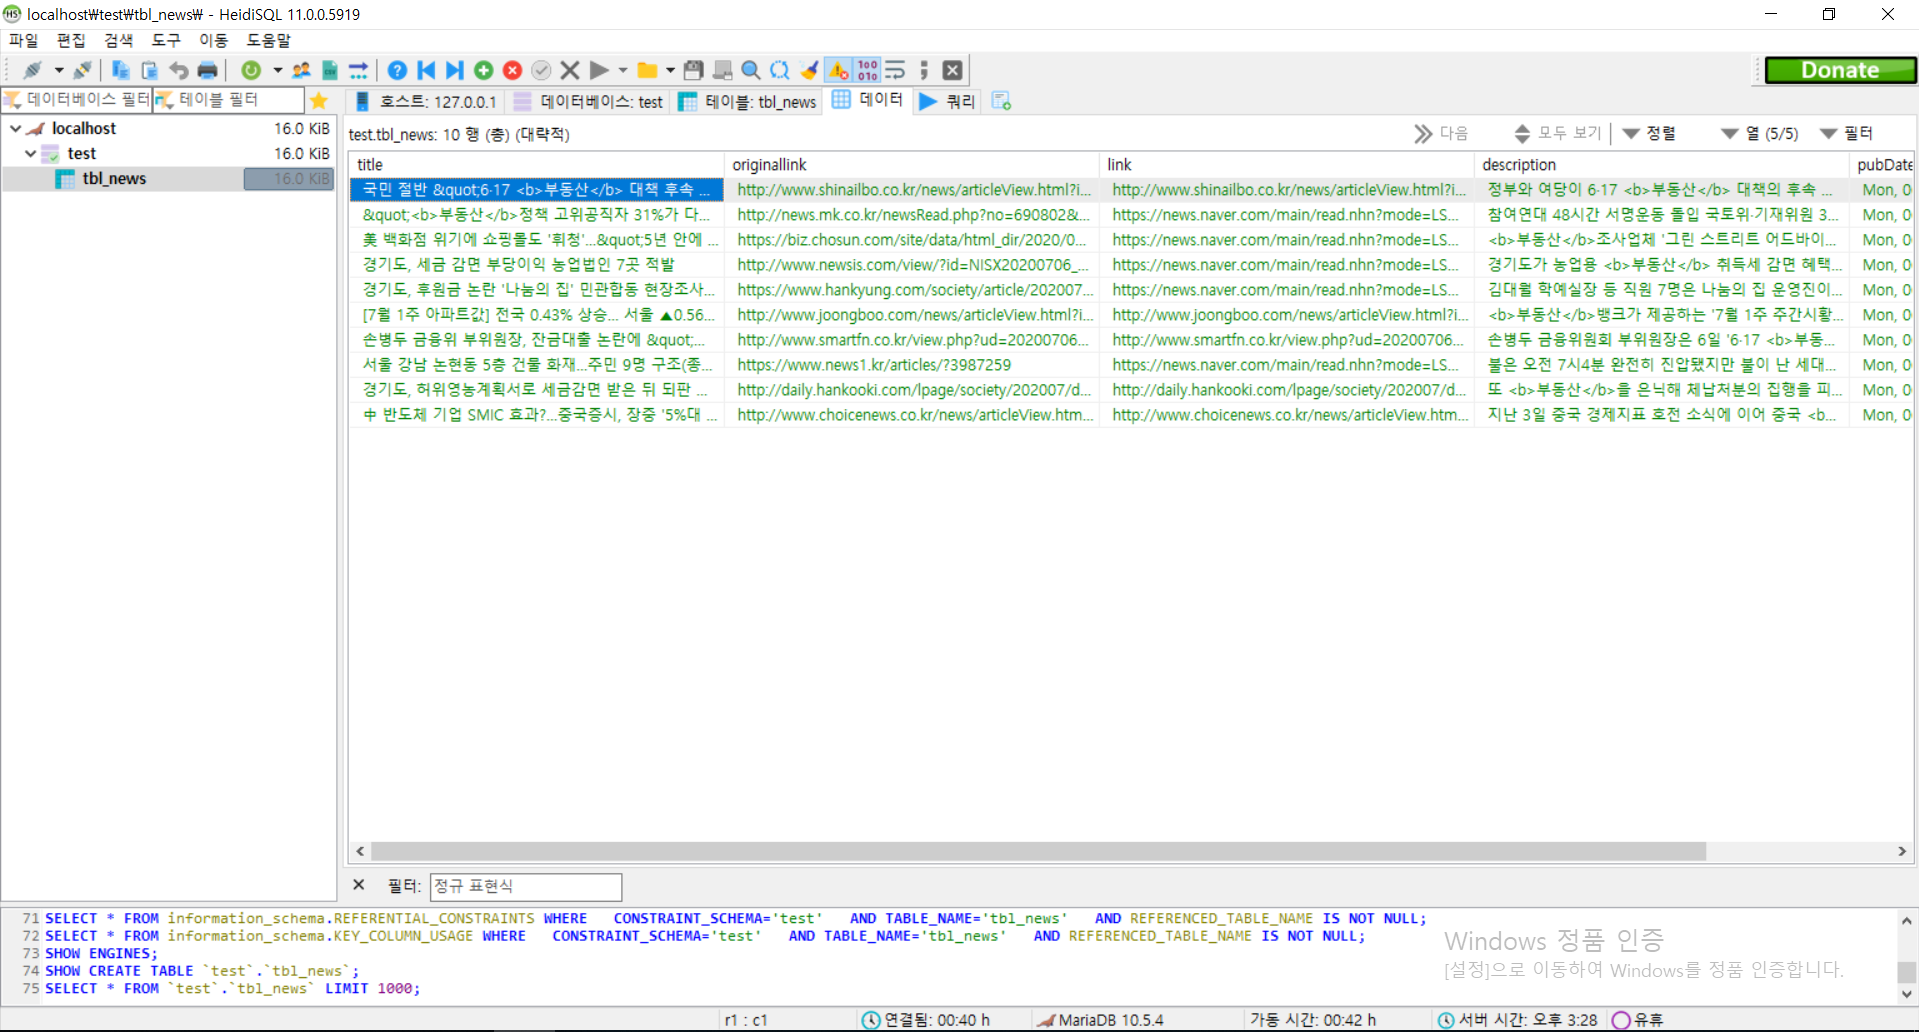 localhost₩test₩tbl_news₩ - HeidiSQL 11.0.0.5919
파일 편집 검색 도구 이동 도움말
Donate
데이터베이스 필터 테이블 필터
호스트: 127.0.0.1 데이터베이스: test 테이블: tbl_news 데이터 쿼리
localhost 16.0 KiB
test 16.0 KiB
tbl_news 16.0 KiB
test.tbl_news: 10 행 (총) (대략적) 다음 모두 보기 정렬 열 (5/5) 필터
title originallink link description pubDate
국민 절반 &quot;6·17 <b>부동산</b> 대책 후속 ... http://www.shinailbo.co.kr/news/articleView.html?i... http://www.shinailbo.co.kr/news/articleView.html?i... 정부와 여당이 6·17 <b>부동산</b> 대책의 후속 ... Mon, 0
&quot;<b>부동산</b>정책 고위공직자 31%가 다... http://news.mk.co.kr/newsRead.php?no=690802&... https://news.naver.com/main/read.nhn?mode=LS... 참여연대 48시간 서명운동 돌입 국토위·기재위원 3... Mon, 0
美 백화점 위기에 쇼핑몰도 '휘청'...&quot;5년 안에 ... https://biz.chosun.com/site/data/html_dir/2020/0... https://news.naver.com/main/read.nhn?mode=LS... <b>부동산</b>조사업체 '그린 스트리트 어드바이... Mon, 0
경기도, 세금 감면 부당이익 농업법인 7곳 적발 http://www.newsis.com/view/?id=NISX20200706_... https://news.naver.com/main/read.nhn?mode=LS... 경기도가 농업용 <b>부동산</b> 취득세 감면 혜택... Mon, 0
경기도, 후원금 논란 '나눔의 집' 민관합동 현장조사... https://www.hankyung.com/society/article/202007... https://news.naver.com/main/read.nhn?mode=LS... 김대월 학예실장 등 직원 7명은 나눔의 집 운영진이... Mon, 0
[7월 1주 아파트값] 전국 0.43% 상승... 서울 ▲0.56... http://www.joongboo.com/news/articleView.html?i... http://www.joongboo.com/news/articleView.html?i... <b>부동산</b>뱅크가 제공하는 '7월 1주 주간시황... Mon, 0
손병두 금융위 부위원장, 잔금대출 논란에 &quot;... http://www.smartfn.co.kr/view.php?ud=20200706... http://www.smartfn.co.kr/view.php?ud=20200706... 손병두 금융위원회 부위원장은 6일 '6·17 <b>부동... Mon, 0
서울 강남 논현동 5층 건물 화재...주민 9명 구조(종... https://www.news1.kr/articles/?3987259 https://news.naver.com/main/read.nhn?mode=LS... 불은 오전 7시4분 완전히 진압됐지만 불이 난 세대... Mon, 0
경기도, 허위영농계획서로 세금감면 받은 뒤 되판 ... http://daily.hankooki.com/lpage/society/202007/d... http://daily.hankooki.com/lpage/society/202007/d... 또 <b>부동산</b>을 은닉해 체납처분의 집행을 피... Mon, 0
中 반도체 기업 SMIC 효과?...중국증시, 장중 '5%대 ... http://www.choicenews.co.kr/news/articleView.htm... http://www.choicenews.co.kr/news/articleView.htm... 지난 3일 중국 경제지표 호전 소식에 이어 중국 <b... Mon, 0
필터: 정규 표현식
71 SELECT * FROM information_schema.REFERENTIAL_CONSTRAINTS WHERE CONSTRAINT_SCHEMA='test' AND TABLE_NAME='tbl_news' AND REFERENCED_TABLE_NAME IS NOT NULL;
72 SELECT * FROM information_schema.KEY_COLUMN_USAGE WHERE CONSTRAINT_SCHEMA='test' AND TABLE_NAME='tbl_news' AND REFERENCED_TABLE_NAME IS NOT NULL;
73 SHOW ENGINES;
74 SHOW CREATE TABLE `test`.`tbl_news`;
75 SELECT * FROM `test`.`tbl_news` LIMIT 1000;
Windows 정품 인증
[설정]으로 이동하여 Windows를 정품 인증합니다.
r1 : c1 연결됨: 00:40 h MariaDB 10.5.4 가동 시간: 00:42 h 서버 시간: 오후 3:28 유휴